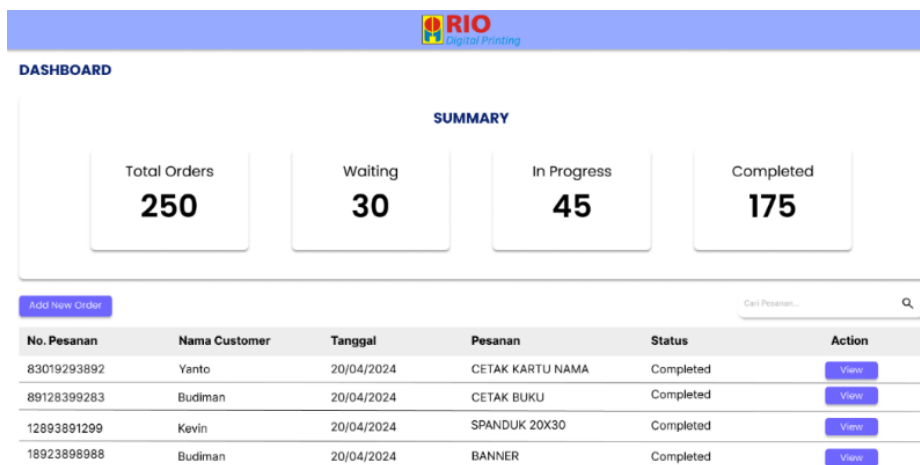 RIO
Digital Printing
DASHBOARD
SUMMARY
Total Orders Waiting In Progress Completed
250 30 45 175
Add New Order Cari Pesanan...
No. Pesanan Nama Customer Tanggal Pesanan Status Action
83019293892 Yanto 20/04/2024 CETAK KARTU NAMA Completed View
89128399283 Budiman 20/04/2024 CETAK BUKU Completed View
12893891299 Kevin 20/04/2024 SPANDUK 20X30 Completed View
18923898988 Budiman 20/04/2024 BANNER Completed View